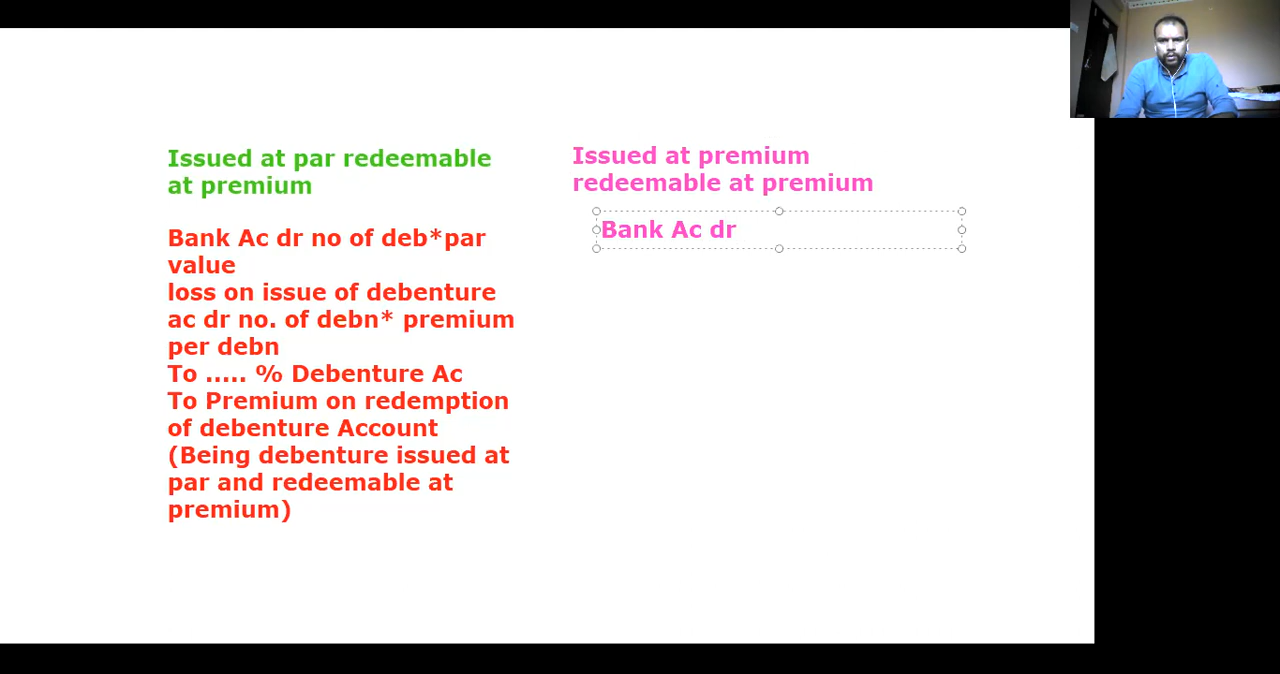 Issued at par redeemable
at premium
Bank Ac dr no of deb*par
value
loss on issue of debenture
ac dr no. of debn* premium
per debn
To ..... % Debenture Ac
To Premium on redemption
of debenture Account
(Being debenture issued at
par and redeemable at
premium)
Issued at premium
redeemable at premium
Bank Ac dr